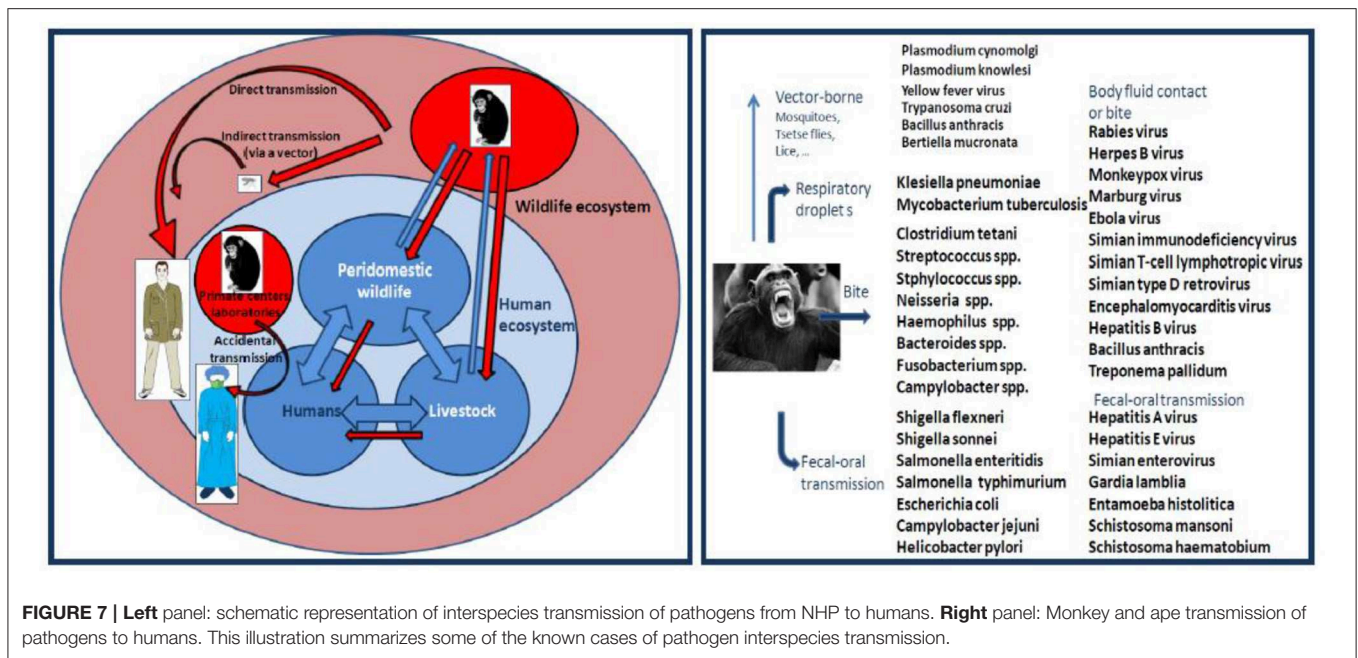 Direct transmission
Indirect transmission
(via a vector)
Wildlife ecosystem
Primate centers
laboratories
Accidental
transmission
Peridomestic
wildlife
Human
ecosystem
Humans
Livestock
Vector-borne
Mosquitoes,
Tsetse flies,
Lice, ...
Respiratory
droplets
Bite
Fecal-oral
transmission
Plasmodium cynomolgi
Plasmodium knowlesi
Yellow fever virus
Trypanosoma cruzi
Bacillus anthracis
Bertiella mucronata
Klesiella pneumoniae
Mycobacterium tuberculosis
Clostridium tetani
Streptococcus spp.
Stphylococcus spp.
Neisseria spp.
Haemophilus spp.
Bacteroides spp.
Fusobacterium spp.
Campylobacter spp.
Shigella flexneri
Shigella sonnei
Salmonella enteritidis
Salmonella typhimurium
Escherichia coli
Campylobacter jejuni
Helicobacter pylori
Body fluid contact
or bite
Rabies virus
Herpes B virus
Monkeypox virus
Marburg virus
Ebola virus
Simian immunodeficiency virus
Simian T-cell lymphotropic virus
Simian type D retrovirus
Encephalomyocarditis virus
Hepatitis B virus
Bacillus anthracis
Treponema pallidum
Fecal-oral transmission
Hepatitis A virus
Hepatitis E virus
Simian enterovirus
Gardia lamblia
Entamoeba histolitica
Schistosoma mansoni
Schistosoma haematobium
FIGURE 7 | Left panel: schematic representation of interspecies transmission of pathogens from NHP to humans. Right panel: Monkey and ape transmission of
pathogens to humans. This illustration summarizes some of the known cases of pathogen interspecies transmission.